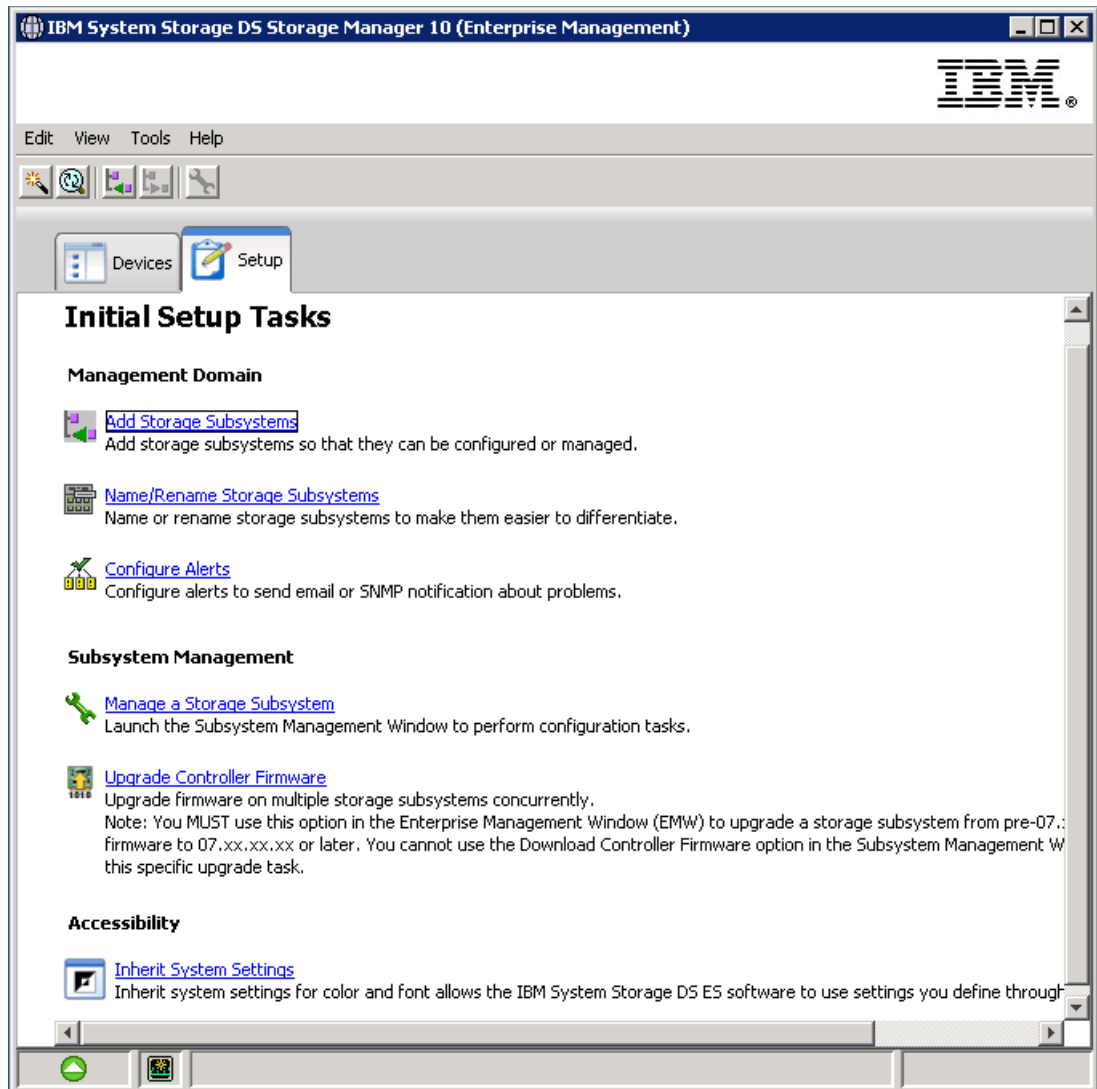 IBM System Storage DS Storage Manager 10 (Enterprise Management)
IBM®
Edit View Tools Help
Devices Setup
Initial Setup Tasks
Management Domain
Add Storage Subsystems
Add storage subsystems so that they can be configured or managed.
Name/Rename Storage Subsystems
Name or rename storage subsystems to make them easier to differentiate.
Configure Alerts
Configure alerts to send email or SNMP notification about problems.
Subsystem Management
Manage a Storage Subsystem
Launch the Subsystem Management Window to perform configuration tasks.
Upgrade Controller Firmware
Upgrade firmware on multiple storage subsystems concurrently.
Note: You MUST use this option in the Enterprise Management Window (EMW) to upgrade a storage subsystem from pre-07.
firmware to 07.xx.xx.xx or later. You cannot use the Download Controller Firmware option in the Subsystem Management W
this specific upgrade task.
Accessibility
Inherit System Settings
Inherit system settings for color and font allows the IBM System Storage DS ES software to use settings you define through